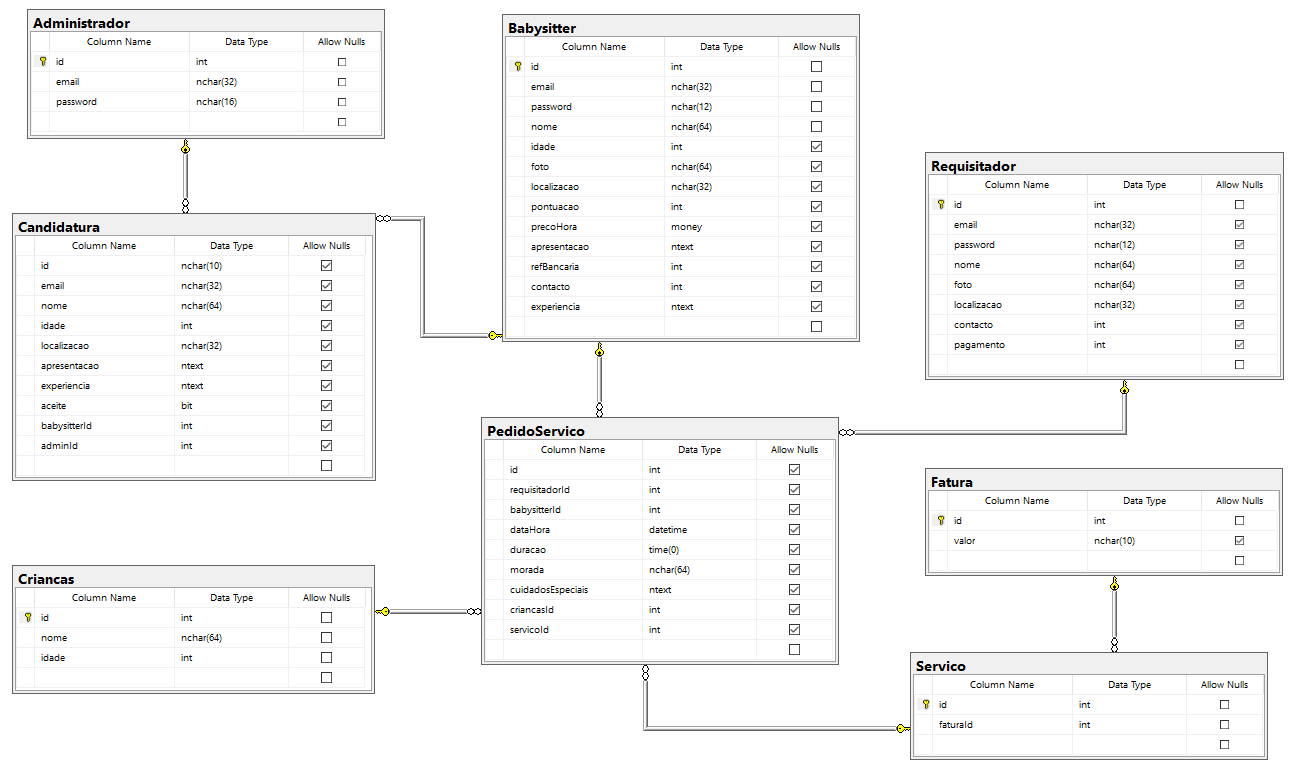 Administrador
Column Name Data Type Allow Nulls
id int
email nchar(32)
password nchar(16)
Babysitter
Column Name Data Type Allow Nulls
id int
email nchar(32)
password nchar(12)
nome nchar(64)
idade int
foto nchar(64)
localizacao nchar(32)
pontuacao int
precoHora money
apresentacao ntext
refBancaria int
contacto int
experiencia ntext
Requisitador
Column Name Data Type Allow Nulls
id int
email nchar(32)
password nchar(12)
nome nchar(64)
foto nchar(64)
localizacao nchar(32)
contacto int
pagamento int
Candidatura
Column Name Data Type Allow Nulls
id nchar(10)
email nchar(32)
nome nchar(64)
idade int
localizacao nchar(32)
apresentacao ntext
experiencia ntext
aceite bit
babysitterId int
adminId int
PedidoServico
Column Name Data Type Allow Nulls
id int
requisitadorId int
babysitterId int
dataHora datetime
duracao time(0)
morada nchar(64)
cuidadosEspeciais ntext
criancasId int
servicoId int
Fatura
Column Name Data Type Allow Nulls
id int
valor nchar(10)
Criancas
Column Name Data Type Allow Nulls
id int
nome nchar(64)
idade int
Servico
Column Name Data Type Allow Nulls
id int
faturaId int